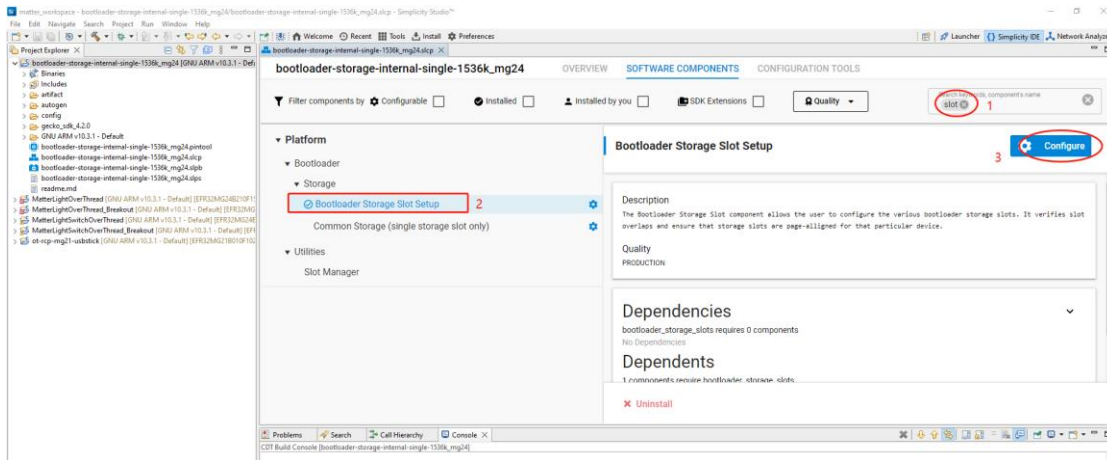 matter_workspace - bootloader-storage-internal-single-1536k_mg24/bootloader-storage-internal-single-1536k_mg24.slcp - Simplicity Studio™
File Edit Navigate Search Project Run Window Help
Welcome Recent Tools Install Preferences
Launcher Simplicity IDE Network Analyzer
Project Explorer
bootloader-storage-internal-single-1536k_mg24 [GNU ARM v10.3.1 - Def
Binaries
Includes
artifact
autogen
config
gecko_sdk_4.2.0
GNU ARM v10.3.1 - Default
bootloader-storage-internal-single-1536k_mg24.pintool
bootloader-storage-internal-single-1536k_mg24.slcp
bootloader-storage-internal-single-1536k_mg24.slpb
bootloader-storage-internal-single-1536k_mg24.slps
readme.md
MatterLightOverThread [GNU ARM v10.3.1 - Default] [EFR32MG24B210F15
MatterLightOverThread_Breakout [GNU ARM v10.3.1 - Default] [EFR32MG
MatterLightSwitchOverThread [GNU ARM v10.3.1 - Default] [EFR32MG24E
MatterLightSwitchOverThread_Breakout [GNU ARM v10.3.1 - Default] [EF
ot-rcp-mg21-usbstick [GNU ARM v10.3.1 - Default] [EFR32MG21B010F102
bootloader-storage-internal-single-1536k_mg24.slcp
bootloader-storage-internal-single-1536k_mg24
OVERVIEW SOFTWARE COMPONENTS CONFIGURATION TOOLS
Filter components by Configurable Installed Installed by you SDK Extensions Quality
Search keywords, component's name
slot 1
Platform
Bootloader
Storage
Bootloader Storage Slot Setup 2
Common Storage (single storage slot only)
Utilities
Slot Manager
Bootloader Storage Slot Setup
3 Configure
Description
The Bootloader Storage Slot component allows the user to configure the various bootloader storage slots. It verifies slot
overlaps and ensure that storage slots are page-alligned for that particular device.
Quality
PRODUCTION
Dependencies
bootloader_storage_slots requires 0 components
No Dependencies
Dependents
1 components require bootloader_storage_slots
Uninstall
Problems Search Call Hierarchy Console
CDT Build Console [bootloader-storage-internal-single-1536k_mg24]